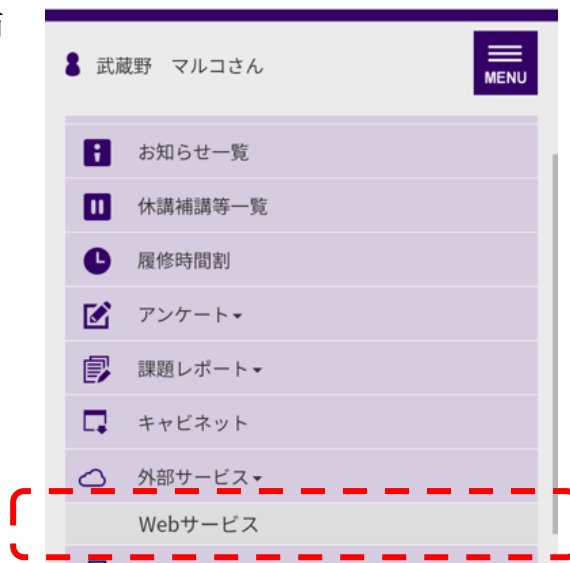 武蔵野 マルコさん
MENU
お知らせ一覧
休講補講等一覧
履修時間割
アンケート▾
課題レポート▾
キャビネット
外部サービス▾
Webサービス